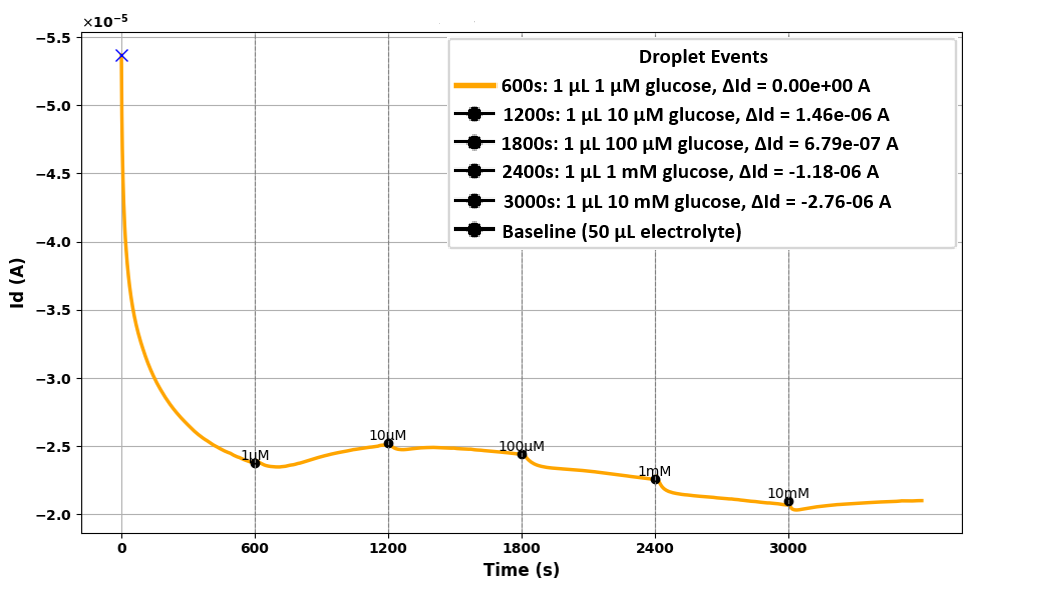 ×10⁻⁵
−5.5
−5.0
−4.5
−4.0
−3.5
−3.0
−2.5
−2.0
Id (A)
Droplet Events
600s: 1 µL 1 µM glucose, ΔId = 0.00e+00 A
1200s: 1 µL 10 µM glucose, ΔId = 1.46e-06 A
1800s: 1 µL 100 µM glucose, ΔId = 6.79e-07 A
2400s: 1 µL 1 mM glucose, ΔId = -1.18-06 A
3000s: 1 µL 10 mM glucose, ΔId = -2.76-06 A
Baseline (50 µL electrolyte)
1µM
10µM
100µM
1mM
10mM
0
600
1200
1800
2400
3000
Time (s)